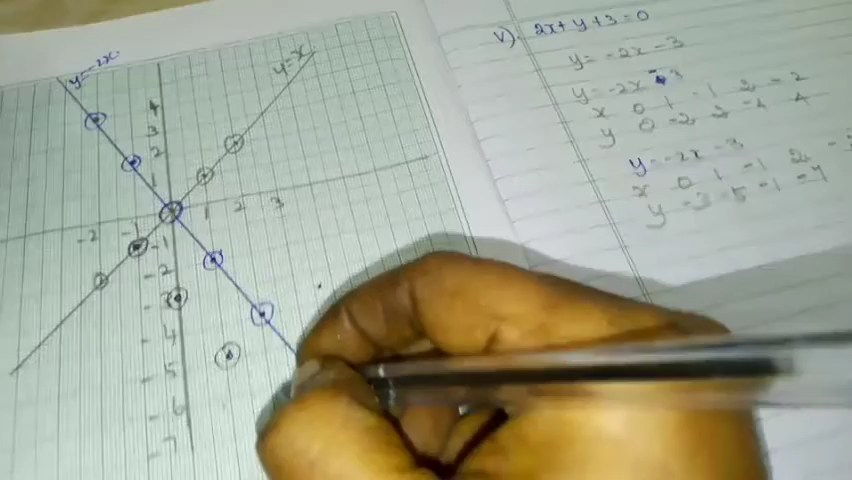 y=-2x
y=x
4
3
2
1
-2 -1 1 2 3
-1
-2
-4
-5
-6
-7
v). 2x+y+3=0
y=-2x-3
y=-2x-3
x 0 1 -1 2 -2
y 0 -2 2 -4 4
y=-2x-3
x 0 1 -1 2
y -3 -5 -1 -7